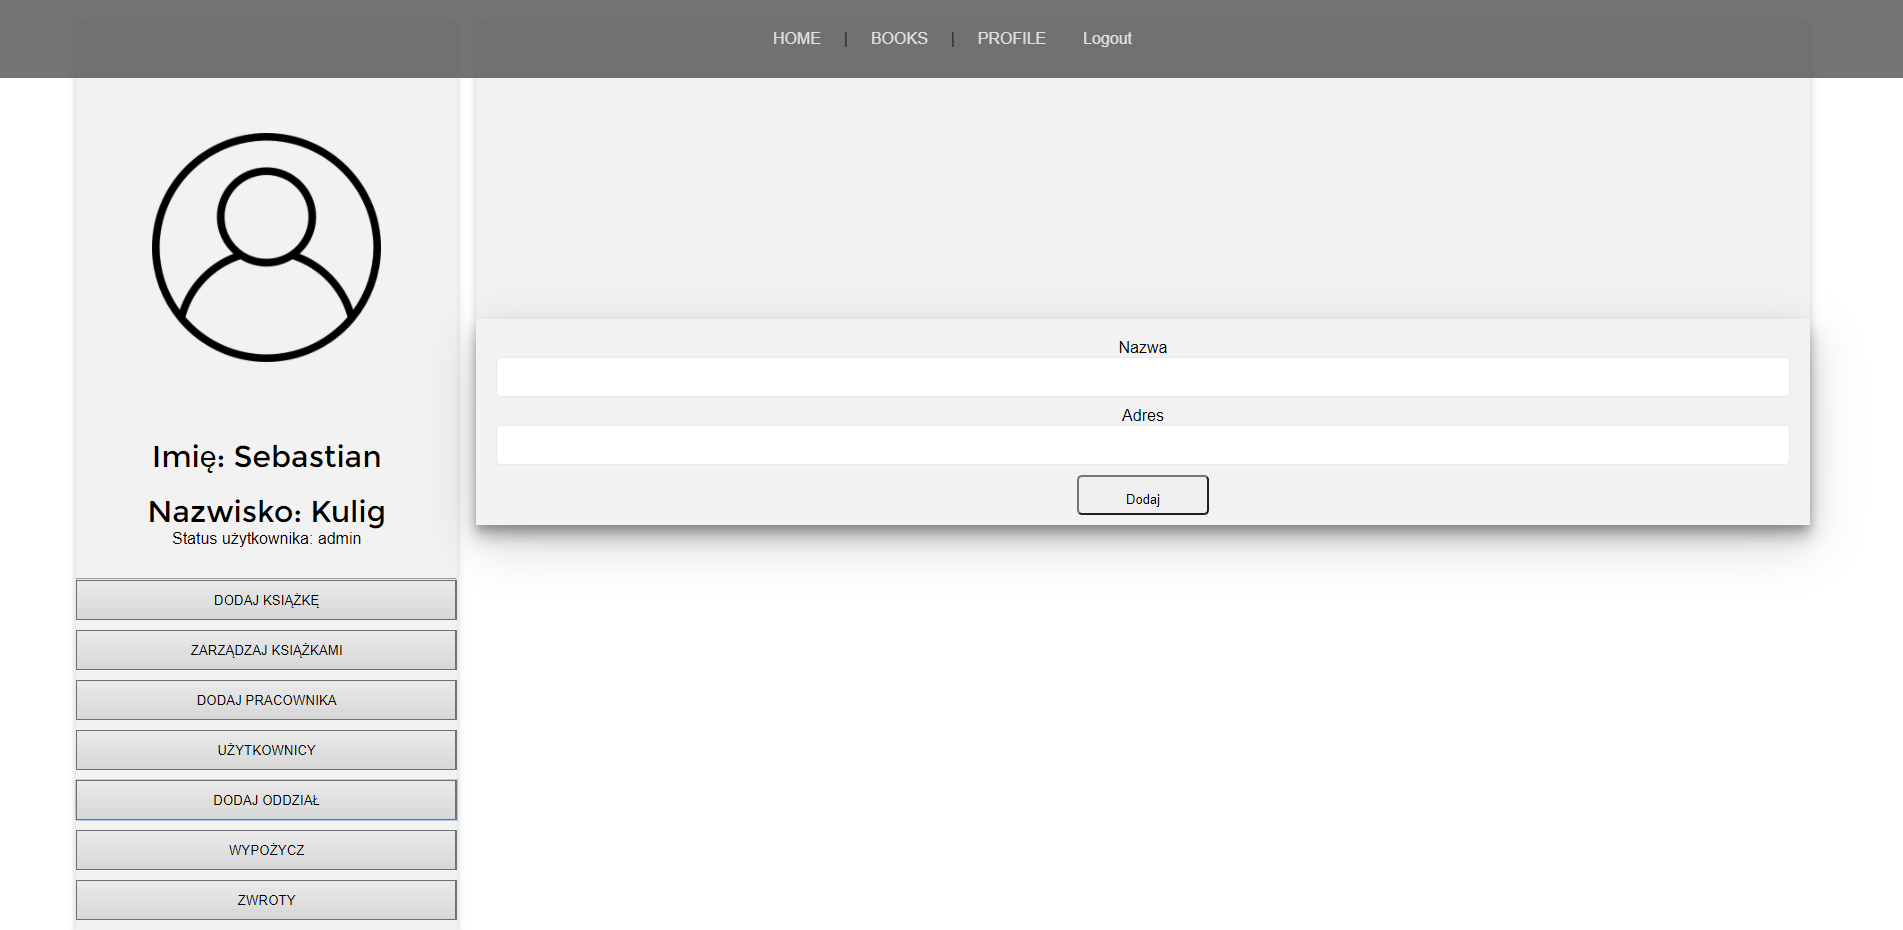 HOME | BOOKS | PROFILE Logout
Imię: Sebastian
Nazwisko: Kulig
Status użytkownika: admin
DODAJ KSIĄŻKĘ
ZARZĄDZAJ KSIĄŻKAMI
DODAJ PRACOWNIKA
UŻYTKOWNICY
DODAJ ODDZIAŁ
WYPOŻYCZ
ZWROTY
Nazwa
Adres
Dodaj